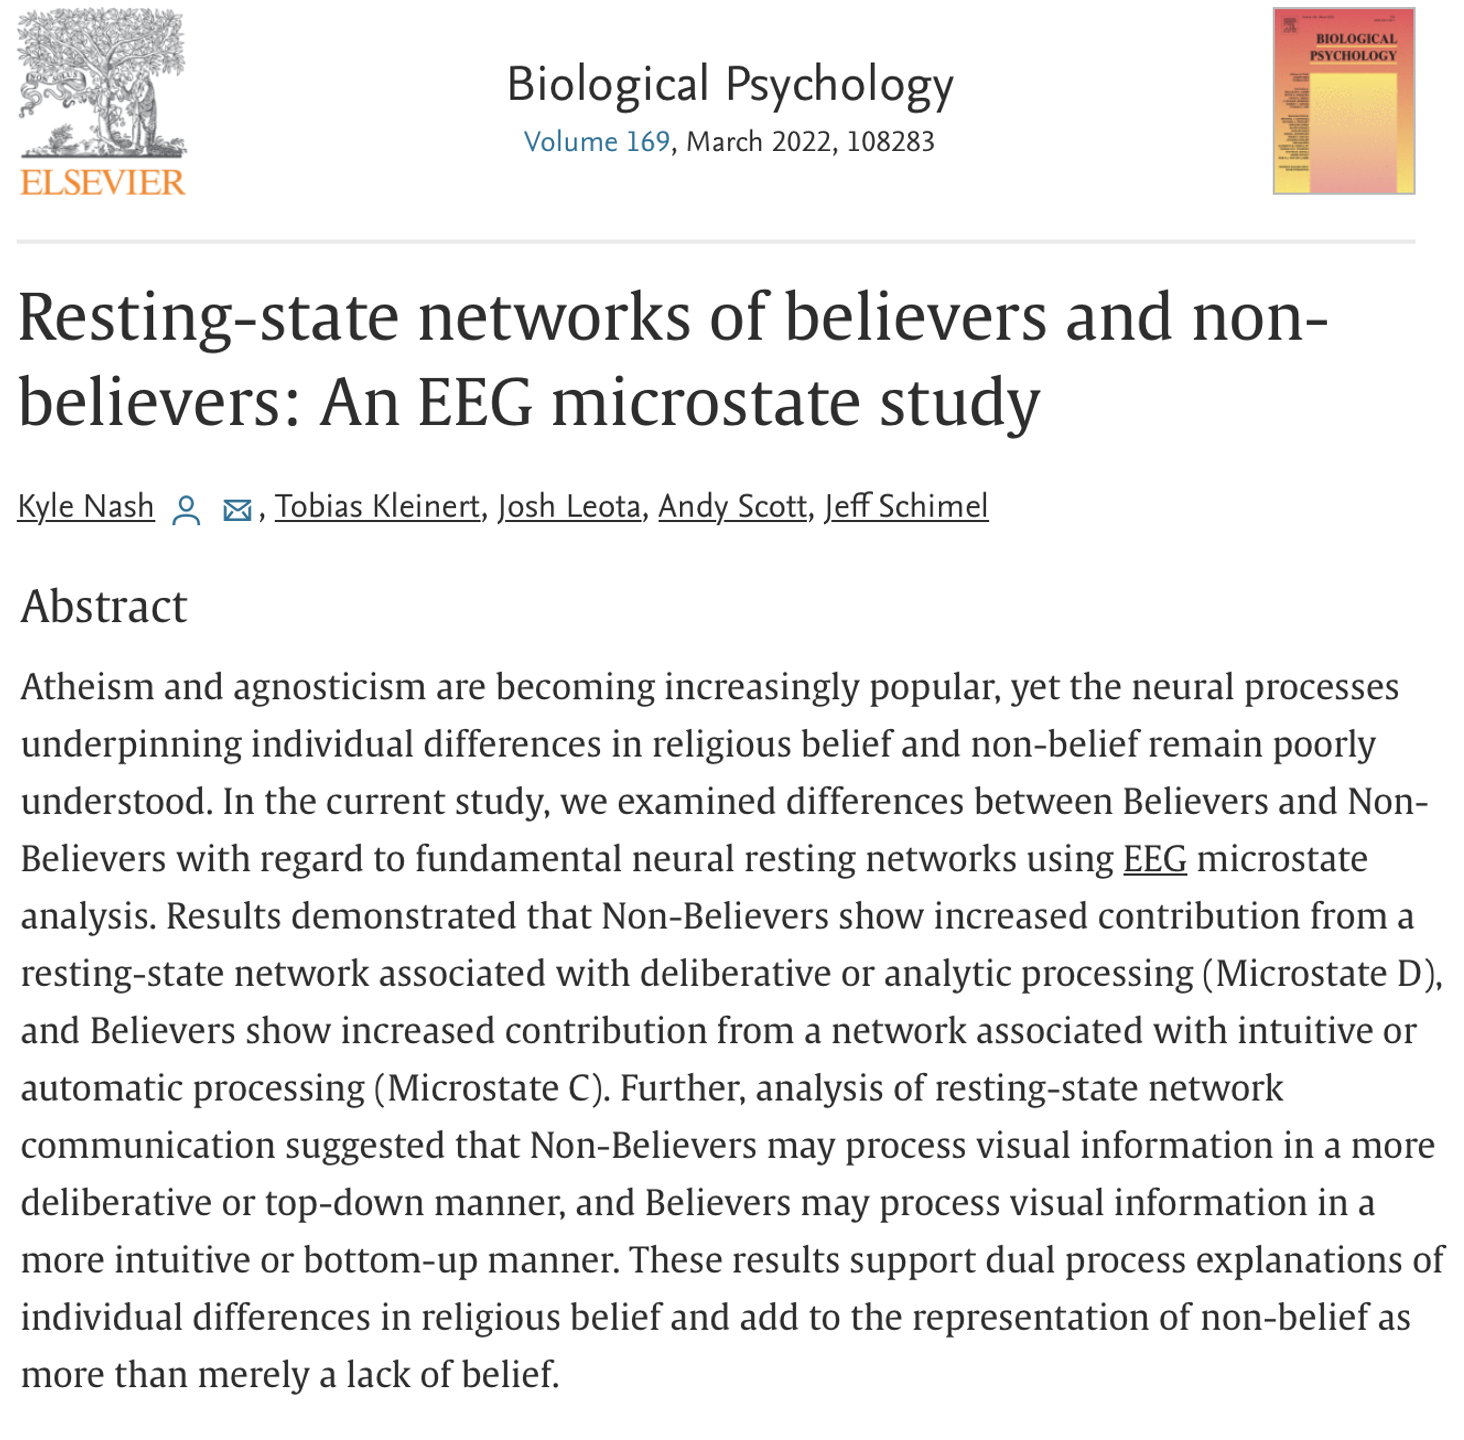 Biological Psychology
Volume 169, March 2022, 108283
ELSEVIER
BIOLOGICAL
PSYCHOLOGY
Resting-state networks of believers and non-
believers: An EEG microstate study
Kyle Nash, Tobias Kleinert, Josh Leota, Andy Scott, Jeff Schimel
Abstract
Atheism and agnosticism are becoming increasingly popular, yet the neural processes
underpinning individual differences in religious belief and non-belief remain poorly
understood. In the current study, we examined differences between Believers and Non-
Believers with regard to fundamental neural resting networks using EEG microstate
analysis. Results demonstrated that Non-Believers show increased contribution from a
resting-state network associated with deliberative or analytic processing (Microstate D),
and Believers show increased contribution from a network associated with intuitive or
automatic processing (Microstate C). Further, analysis of resting-state network
communication suggested that Non-Believers may process visual information in a more
deliberative or top-down manner, and Believers may process visual information in a
more intuitive or bottom-up manner. These results support dual process explanations of
individual differences in religious belief and add to the representation of non-belief as
more than merely a lack of belief.